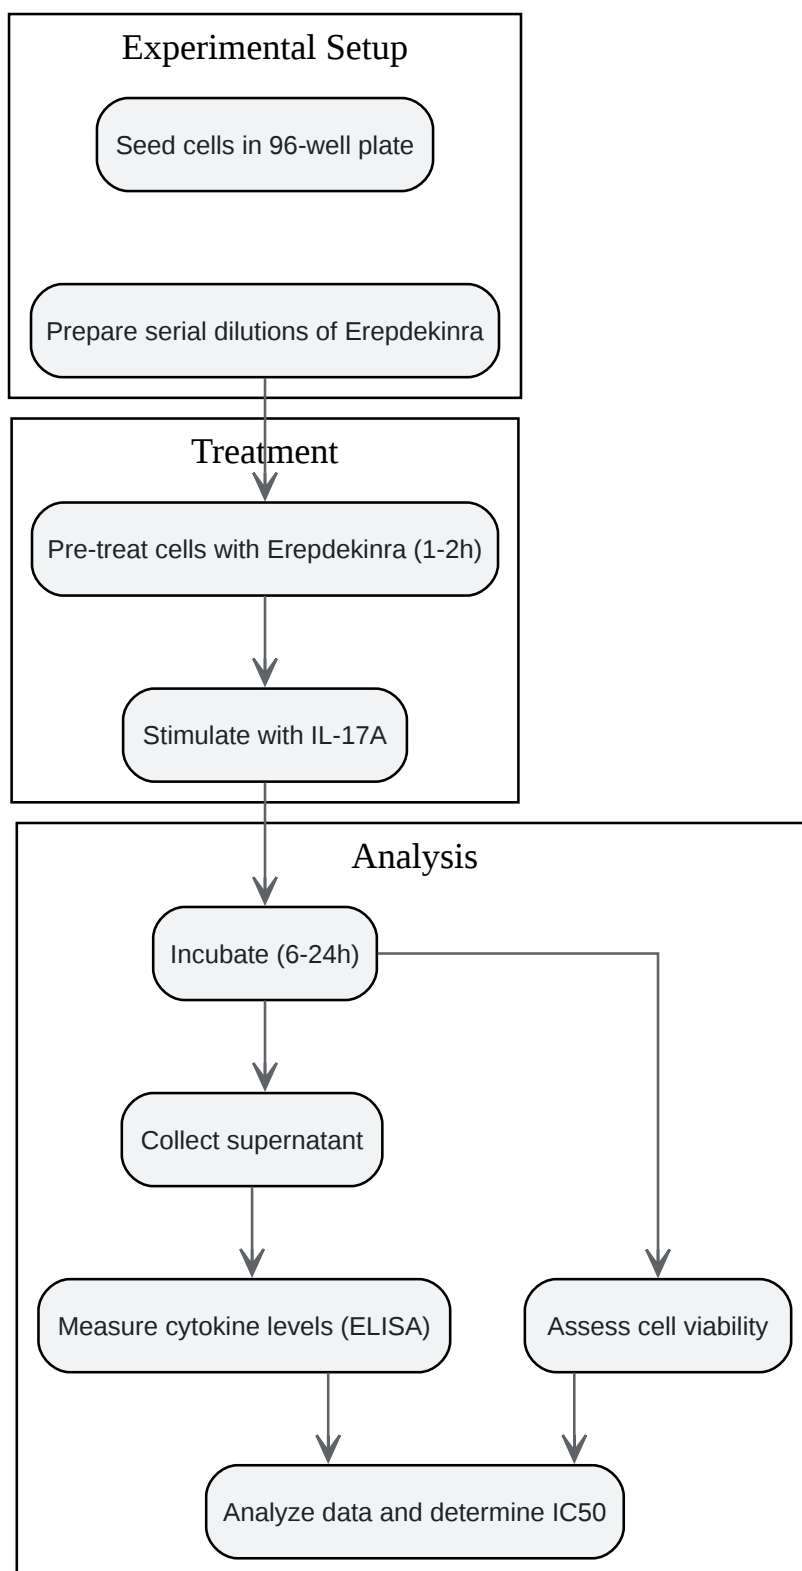 Experimental Setup
Seed cells in 96-well plate
Prepare serial dilutions of Erepdekinra
Treatment
Pre-treat cells with Erepdekinra (1-2h)
Stimulate with IL-17A
Analysis
Incubate (6-24h)
Collect supernatant
Measure cytokine levels (ELISA)
Assess cell viability
Analyze data and determine IC50